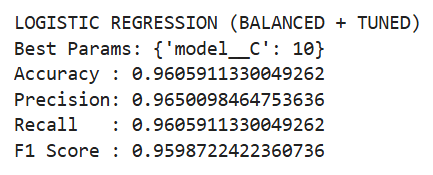 LOGISTIC REGRESSION (BALANCED + TUNED)
Best Params: {'model__C': 10}
Accuracy : 0.9605911330049262
Precision: 0.9650098464753636
Recall   : 0.9605911330049262
F1 Score : 0.9598722422360736